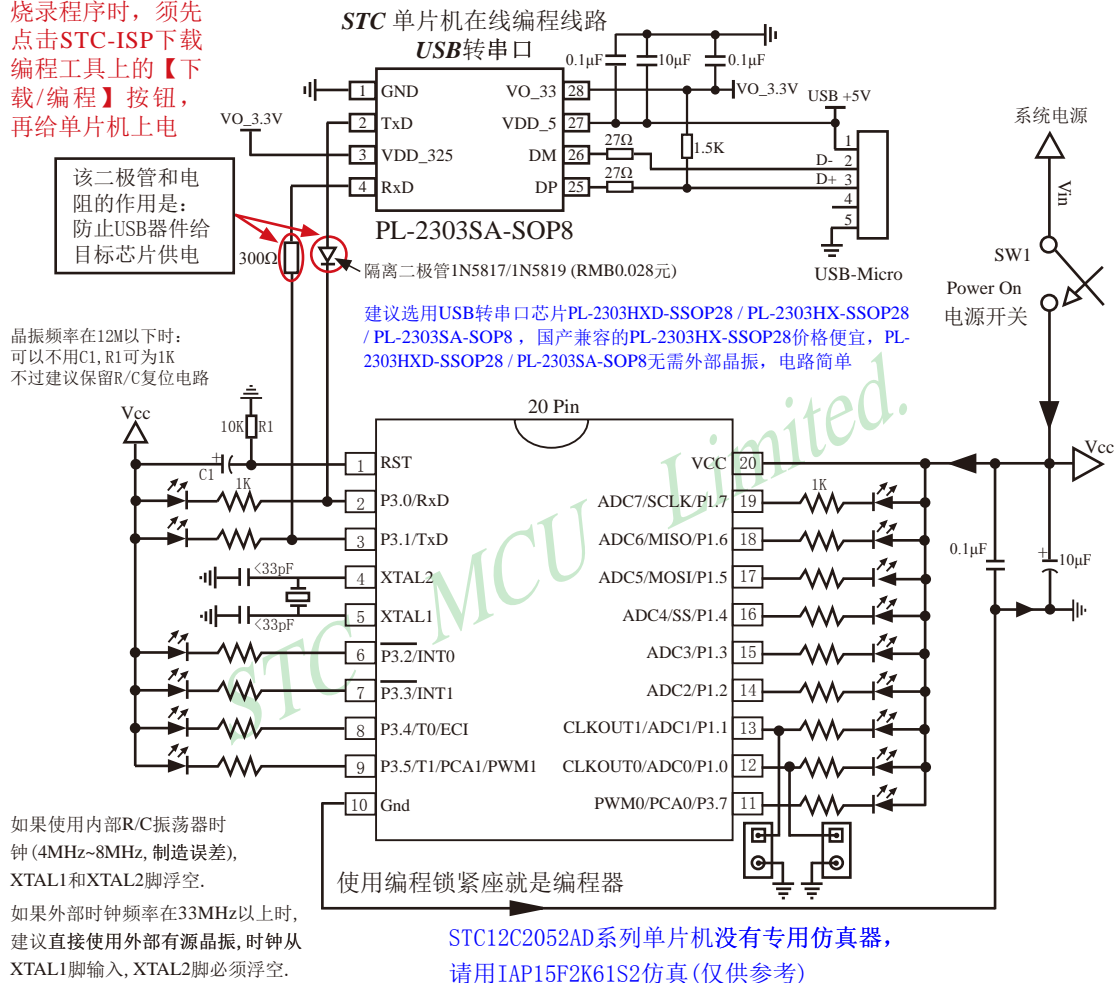 烧录程序时，须先
点击STC-ISP下载
编程工具上的【下
载/编程】按钮，
再给单片机上电
STC 单片机在线编程线路
USB转串口
0.1μF
10μF
0.1μF
1 GND
VO_33 28
VO_3.3V
USB +5V
系统电源
VO_3.3V
2 TxD
VDD_5 27
3 VDD_325
DM 26
27Ω
1.5K
1
D- 2
4 RxD
DP 25
27Ω
D+ 3
4
5
Vin
该二极管和电
阻的作用是:
防止USB器件给
目标芯片供电
PL-2303SA-SOP8
USB-Micro
SW1
Power On
电源开关
300Ω
隔离二极管1N5817/1N5819 (RMB0.028元)
建议选用USB转串口芯片PL-2303HXD-SSOP28 / PL-2303HX-SSOP28
/ PL-2303SA-SOP8 ，国产兼容的PL-2303HX-SSOP28价格便宜，PL-
2303HXD-SSOP28 / PL-2303SA-SOP8无需外部晶振，电路简单
晶振频率在12M以下时:
可以不用C1, R1可为1K
不过建议保留R/C复位电路
Vcc
10K
R1
C1
+
20 Pin
1 RST
VCC 20
Vcc
1K
2 P3.0/RxD
ADC7/SCLK/P1.7 19
1K
3 P3.1/TxD
ADC6/MISO/P1.6 18
<33pF
4 XTAL2
ADC5/MOSI/P1.5 17
0.1μF
+
10μF
<33pF
5 XTAL1
ADC4/SS/P1.4 16
6 P3.2/INT0
ADC3/P1.3 15
7 P3.3/INT1
ADC2/P1.2 14
8 P3.4/T0/ECI
CLKOUT1/ADC1/P1.1 13
9 P3.5/T1/PCA1/PWM1
CLKOUT0/ADC0/P1.0 12
10 Gnd
PWM0/PCA0/P3.7 11
STC MCU Limited.
如果使用内部R/C振荡器时
钟(4MHz~8MHz, 制造误差),
XTAL1和XTAL2脚浮空.
如果外部时钟频率在33MHz以上时,
建议直接使用外部有源晶振, 时钟从
XTAL1脚输入, XTAL2脚必须浮空.
使用编程锁紧座就是编程器
STC12C2052AD系列单片机没有专用仿真器，
请用IAP15F2K61S2仿真(仅供参考)